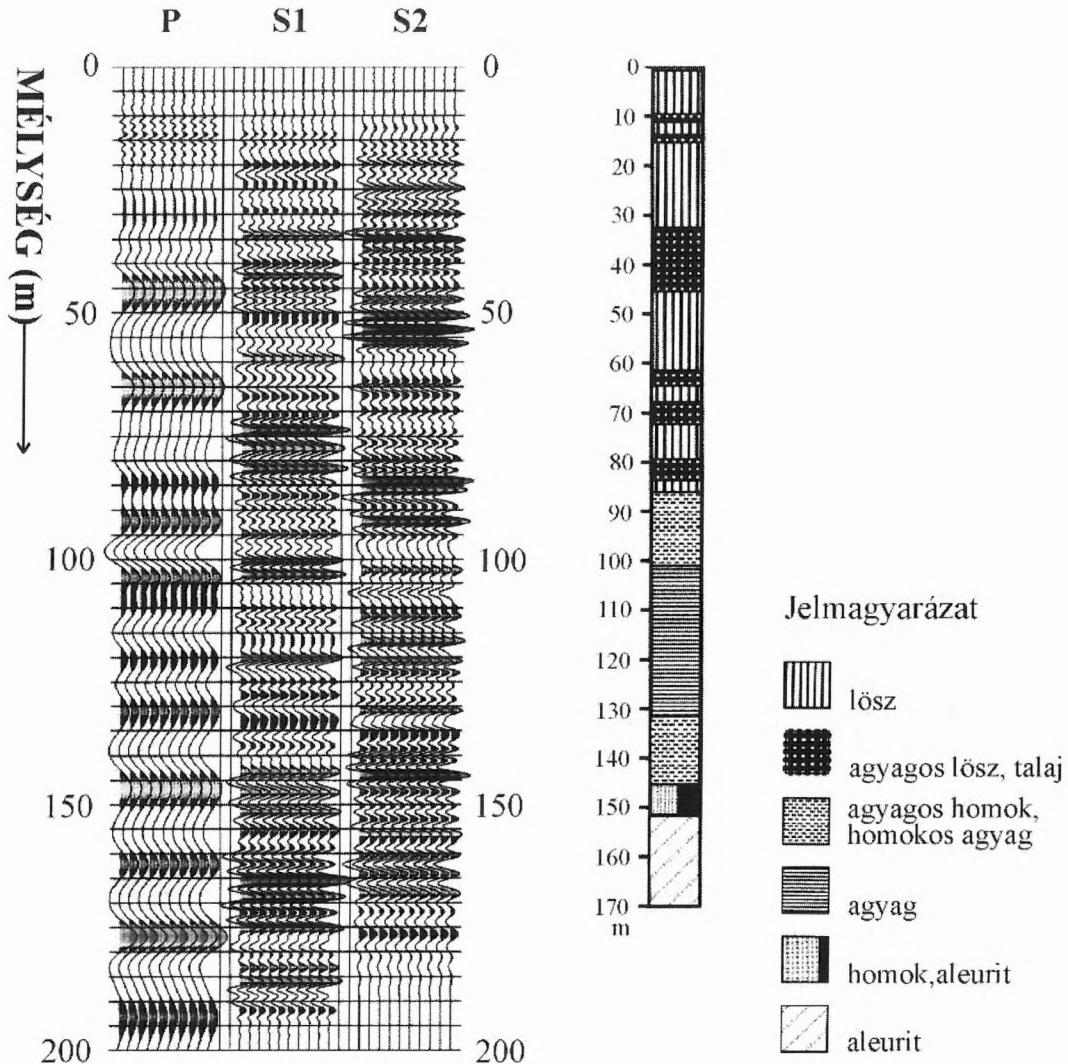 P S1 S2
MÉLYSÉG (m)
0
50
100
150
200
0
50
100
150
200
0
10
20
30
40
50
60
70
80
90
100
110
120
130
140
150
160
170
m
Jelmagyarázat
lösz
agyagos lösz, talaj
agyagos homok,
homokos agyag
agyag
homok,aleurit
aleurit